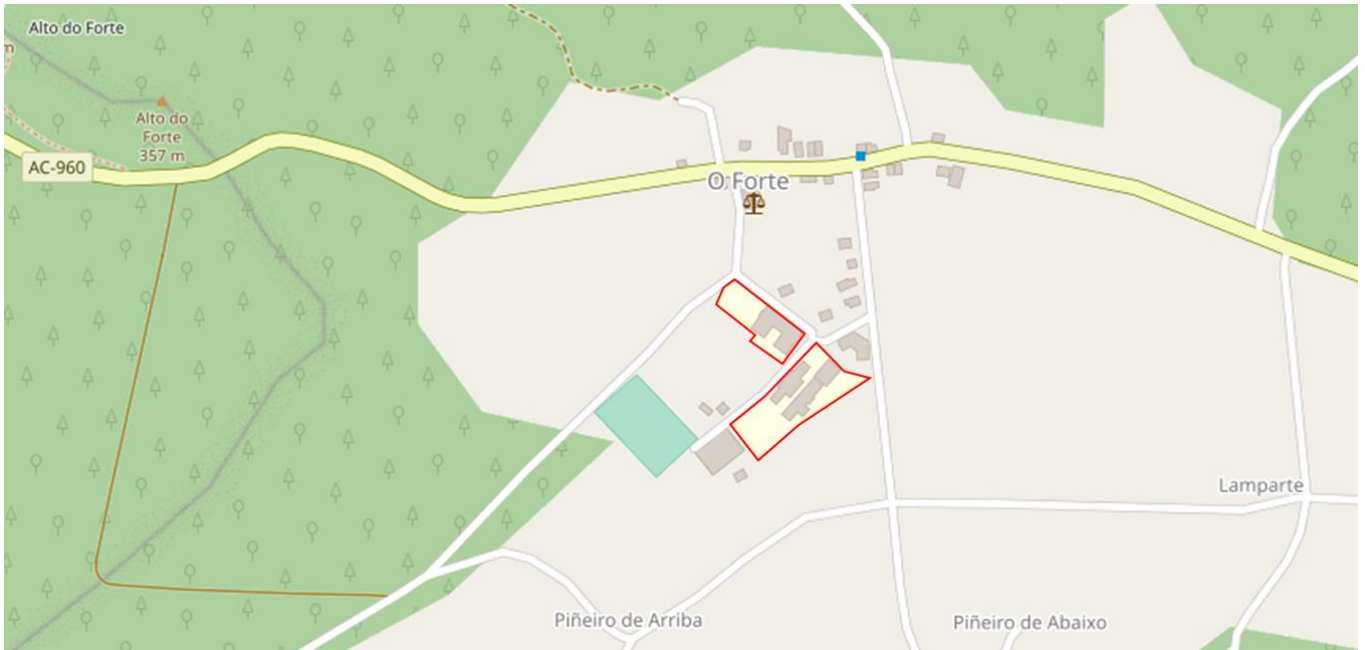 Alto do Forte
m
Alto do
Forte
357 m
AC-960
O Forte
Lamparte
Piñeiro de Arriba
Piñeiro de Abaixo